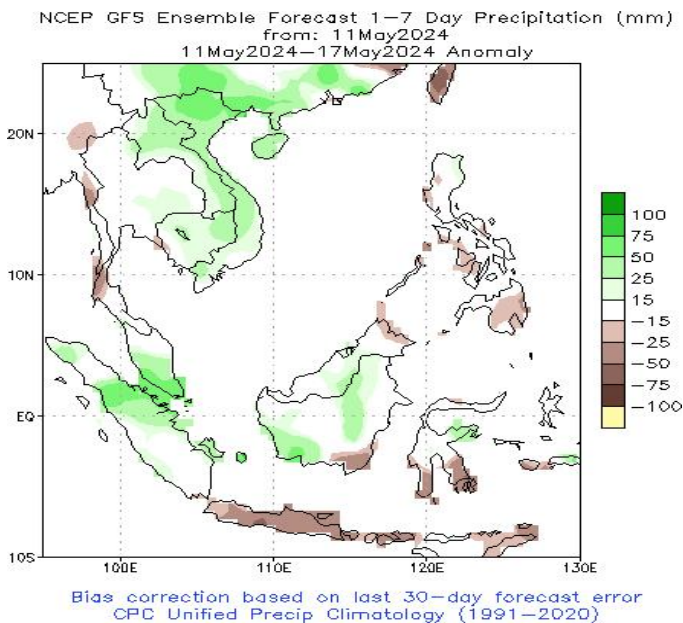 NCEP GFS Ensemble Forecast 1-7 Day Precipitation (mm)
from: 11May2024
11May2024-17May2024 Anomaly
20N
10N
EQ
10S
100E
110E
120E
130E
100
75
50
25
15
-15
-25
-50
-75
-100
Bias correction based on last 30-day forecast error
CPC Unified Precip Climatology (1991-2020)